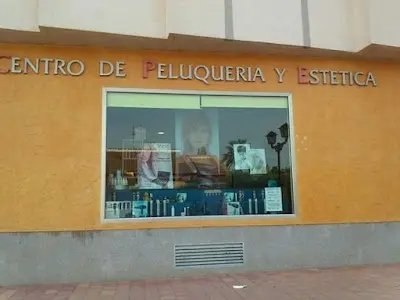 CENTRO DE PELUQUERIA Y ESTETICA